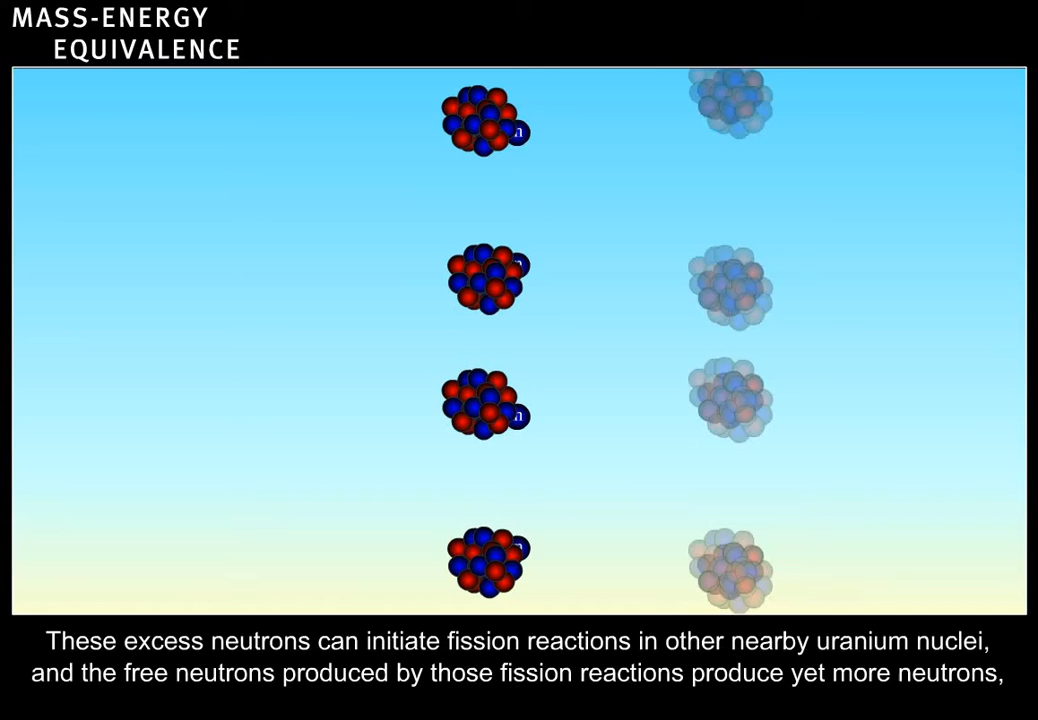 MASS-ENERGY
EQUIVALENCE
n
n
n
n
These excess neutrons can initiate fission reactions in other nearby uranium nuclei,
and the free neutrons produced by those fission reactions produce yet more neutrons,